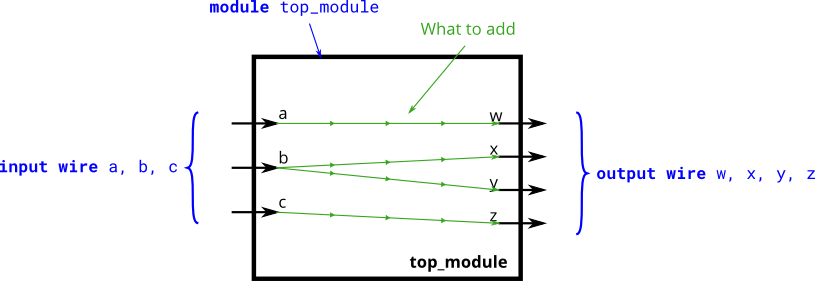 module top_module
What to add
a
w
b
x
input wire a, b, c
output wire w, x, y, z
y
c
z
top_module